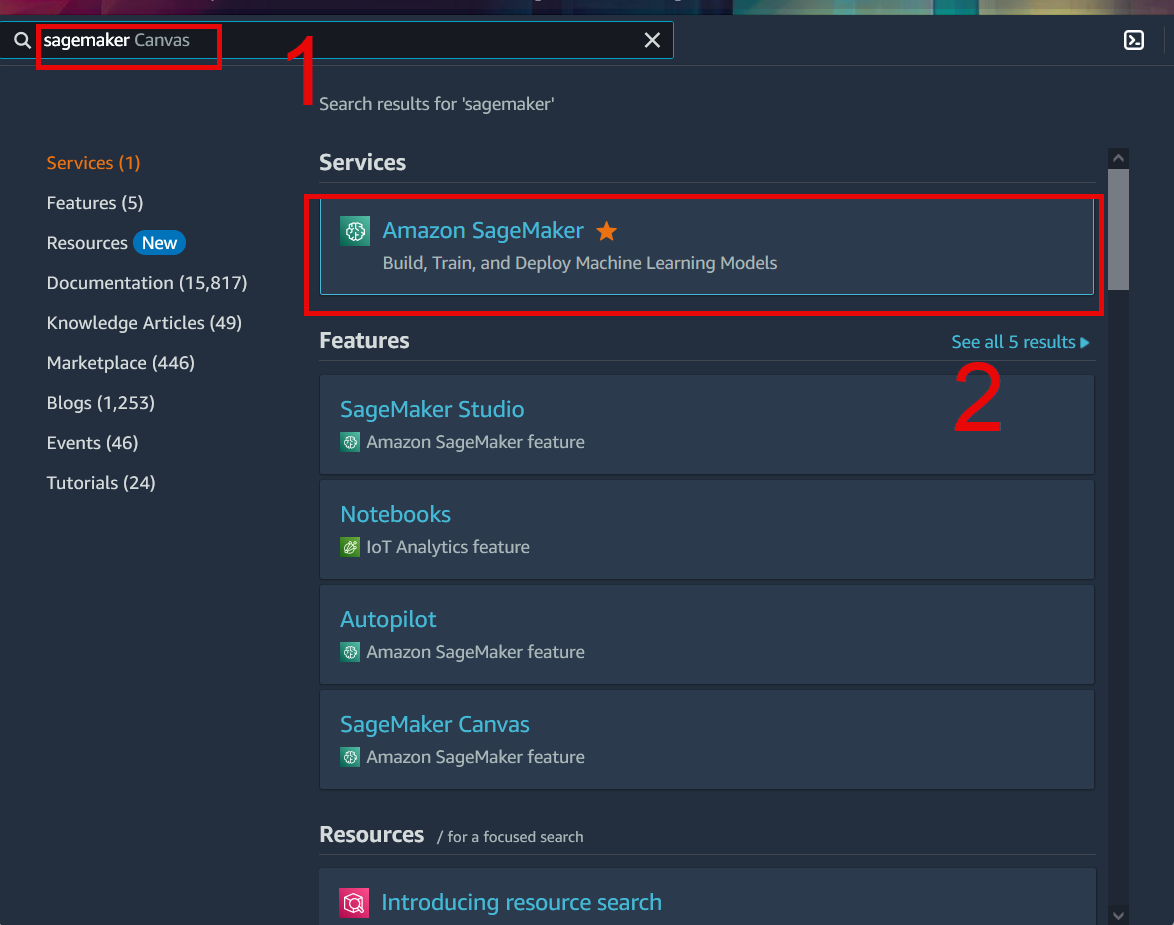 sagemaker Canvas
1
Search results for 'sagemaker'
Services (1)
Features (5)
Resources New
Documentation (15,817)
Knowledge Articles (49)
Marketplace (446)
Blogs (1,253)
Events (46)
Tutorials (24)
Services
Amazon SageMaker
Build, Train, and Deploy Machine Learning Models
Features
See all 5 results
2
SageMaker Studio
Amazon SageMaker feature
Notebooks
IoT Analytics feature
Autopilot
Amazon SageMaker feature
SageMaker Canvas
Amazon SageMaker feature
Resources / for a focused search
Introducing resource search